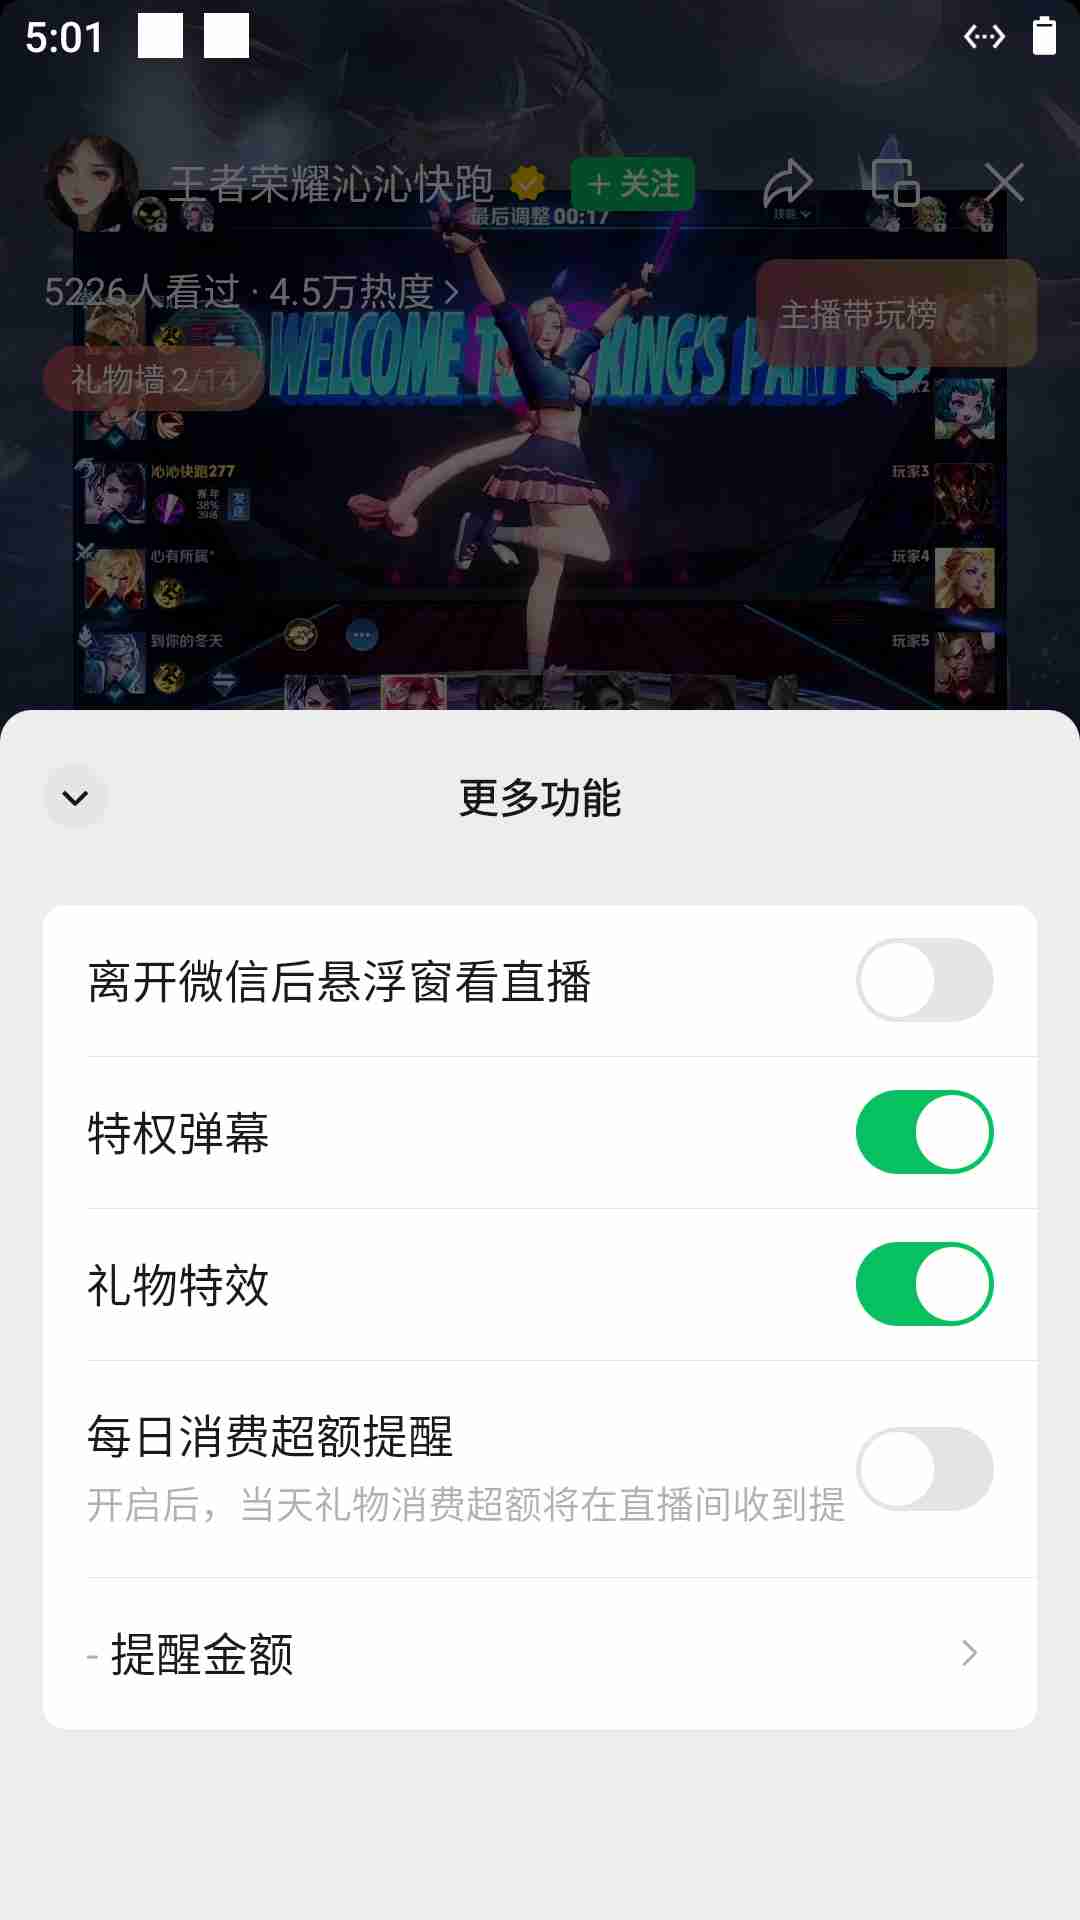 5:01
王者荣耀沁沁快跑
+ 关注
最后调整 00:17
5226人看过 · 4.5万热度
主播带玩榜
礼物墙 2/14
WELCOME TO KING'S PARTY
沁沁快跑277
玩家3
心有所属*
玩家4
到你的冬天
玩家5
更多功能
离开微信后悬浮窗看直播
特权弹幕
礼物特效
每日消费超额提醒
开启后，当天礼物消费超额将在直播间收到提
- 提醒金额